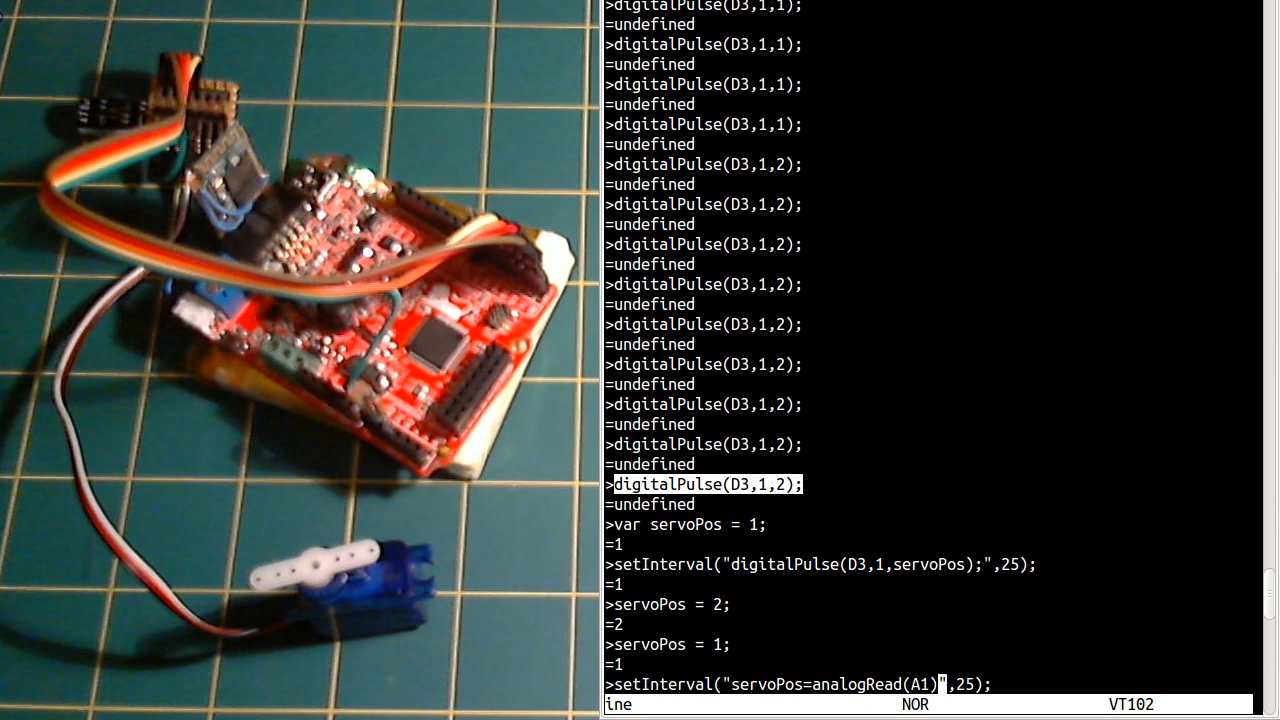 >digitalPulse(D3,1,1);
=undefined
>digitalPulse(D3,1,1);
=undefined
>digitalPulse(D3,1,1);
=undefined
>digitalPulse(D3,1,1);
=undefined
>digitalPulse(D3,1,2);
=undefined
>digitalPulse(D3,1,2);
=undefined
>digitalPulse(D3,1,2);
=undefined
>digitalPulse(D3,1,2);
=undefined
>digitalPulse(D3,1,2);
=undefined
>digitalPulse(D3,1,2);
=undefined
>digitalPulse(D3,1,2);
=undefined
>digitalPulse(D3,1,2);
=undefined
>digitalPulse(D3,1,2);
=undefined
>var servoPos = 1;
=1
>setInterval("digitalPulse(D3,1,servoPos);",25);
=1
>servoPos = 2;
=2
>servoPos = 1;
=1
>setInterval("servoPos=analogRead(A1)",25);
ine NOR VT102